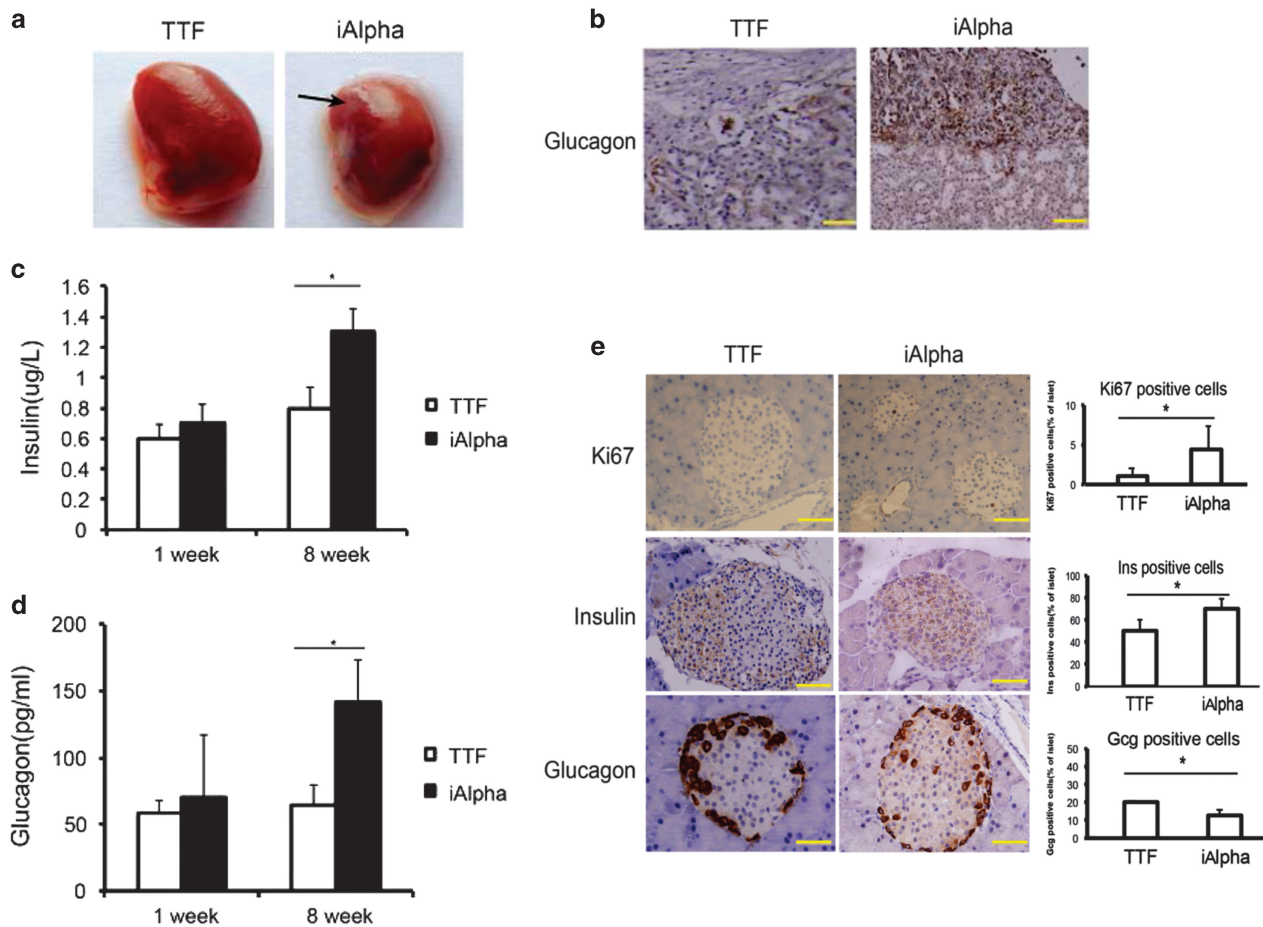 a
TTF
iAlpha
b
TTF
iAlpha
Glucagon
c
Insulin(ug/L)
1.6
1.4
1.2
1
0.8
0.6
0.4
0.2
0
*
1 week
8 week
TTF
iAlpha
d
Glucagon(pg/ml)
200
150
100
50
0
*
1 week
8 week
TTF
iAlpha
e
TTF
iAlpha
Ki67
Insulin
Glucagon
Ki67 positive cells
Ki67 positive cells(% of islet)
10
5
0
*
TTF
iAlpha
Ins positive cells
Ins positive cells(% of islet)
100
80
60
40
20
0
*
TTF
iAlpha
Gcg positive cells
Gcg positive cells(% of islet)
50
40
30
20
10
0
*
TTF
iAlpha